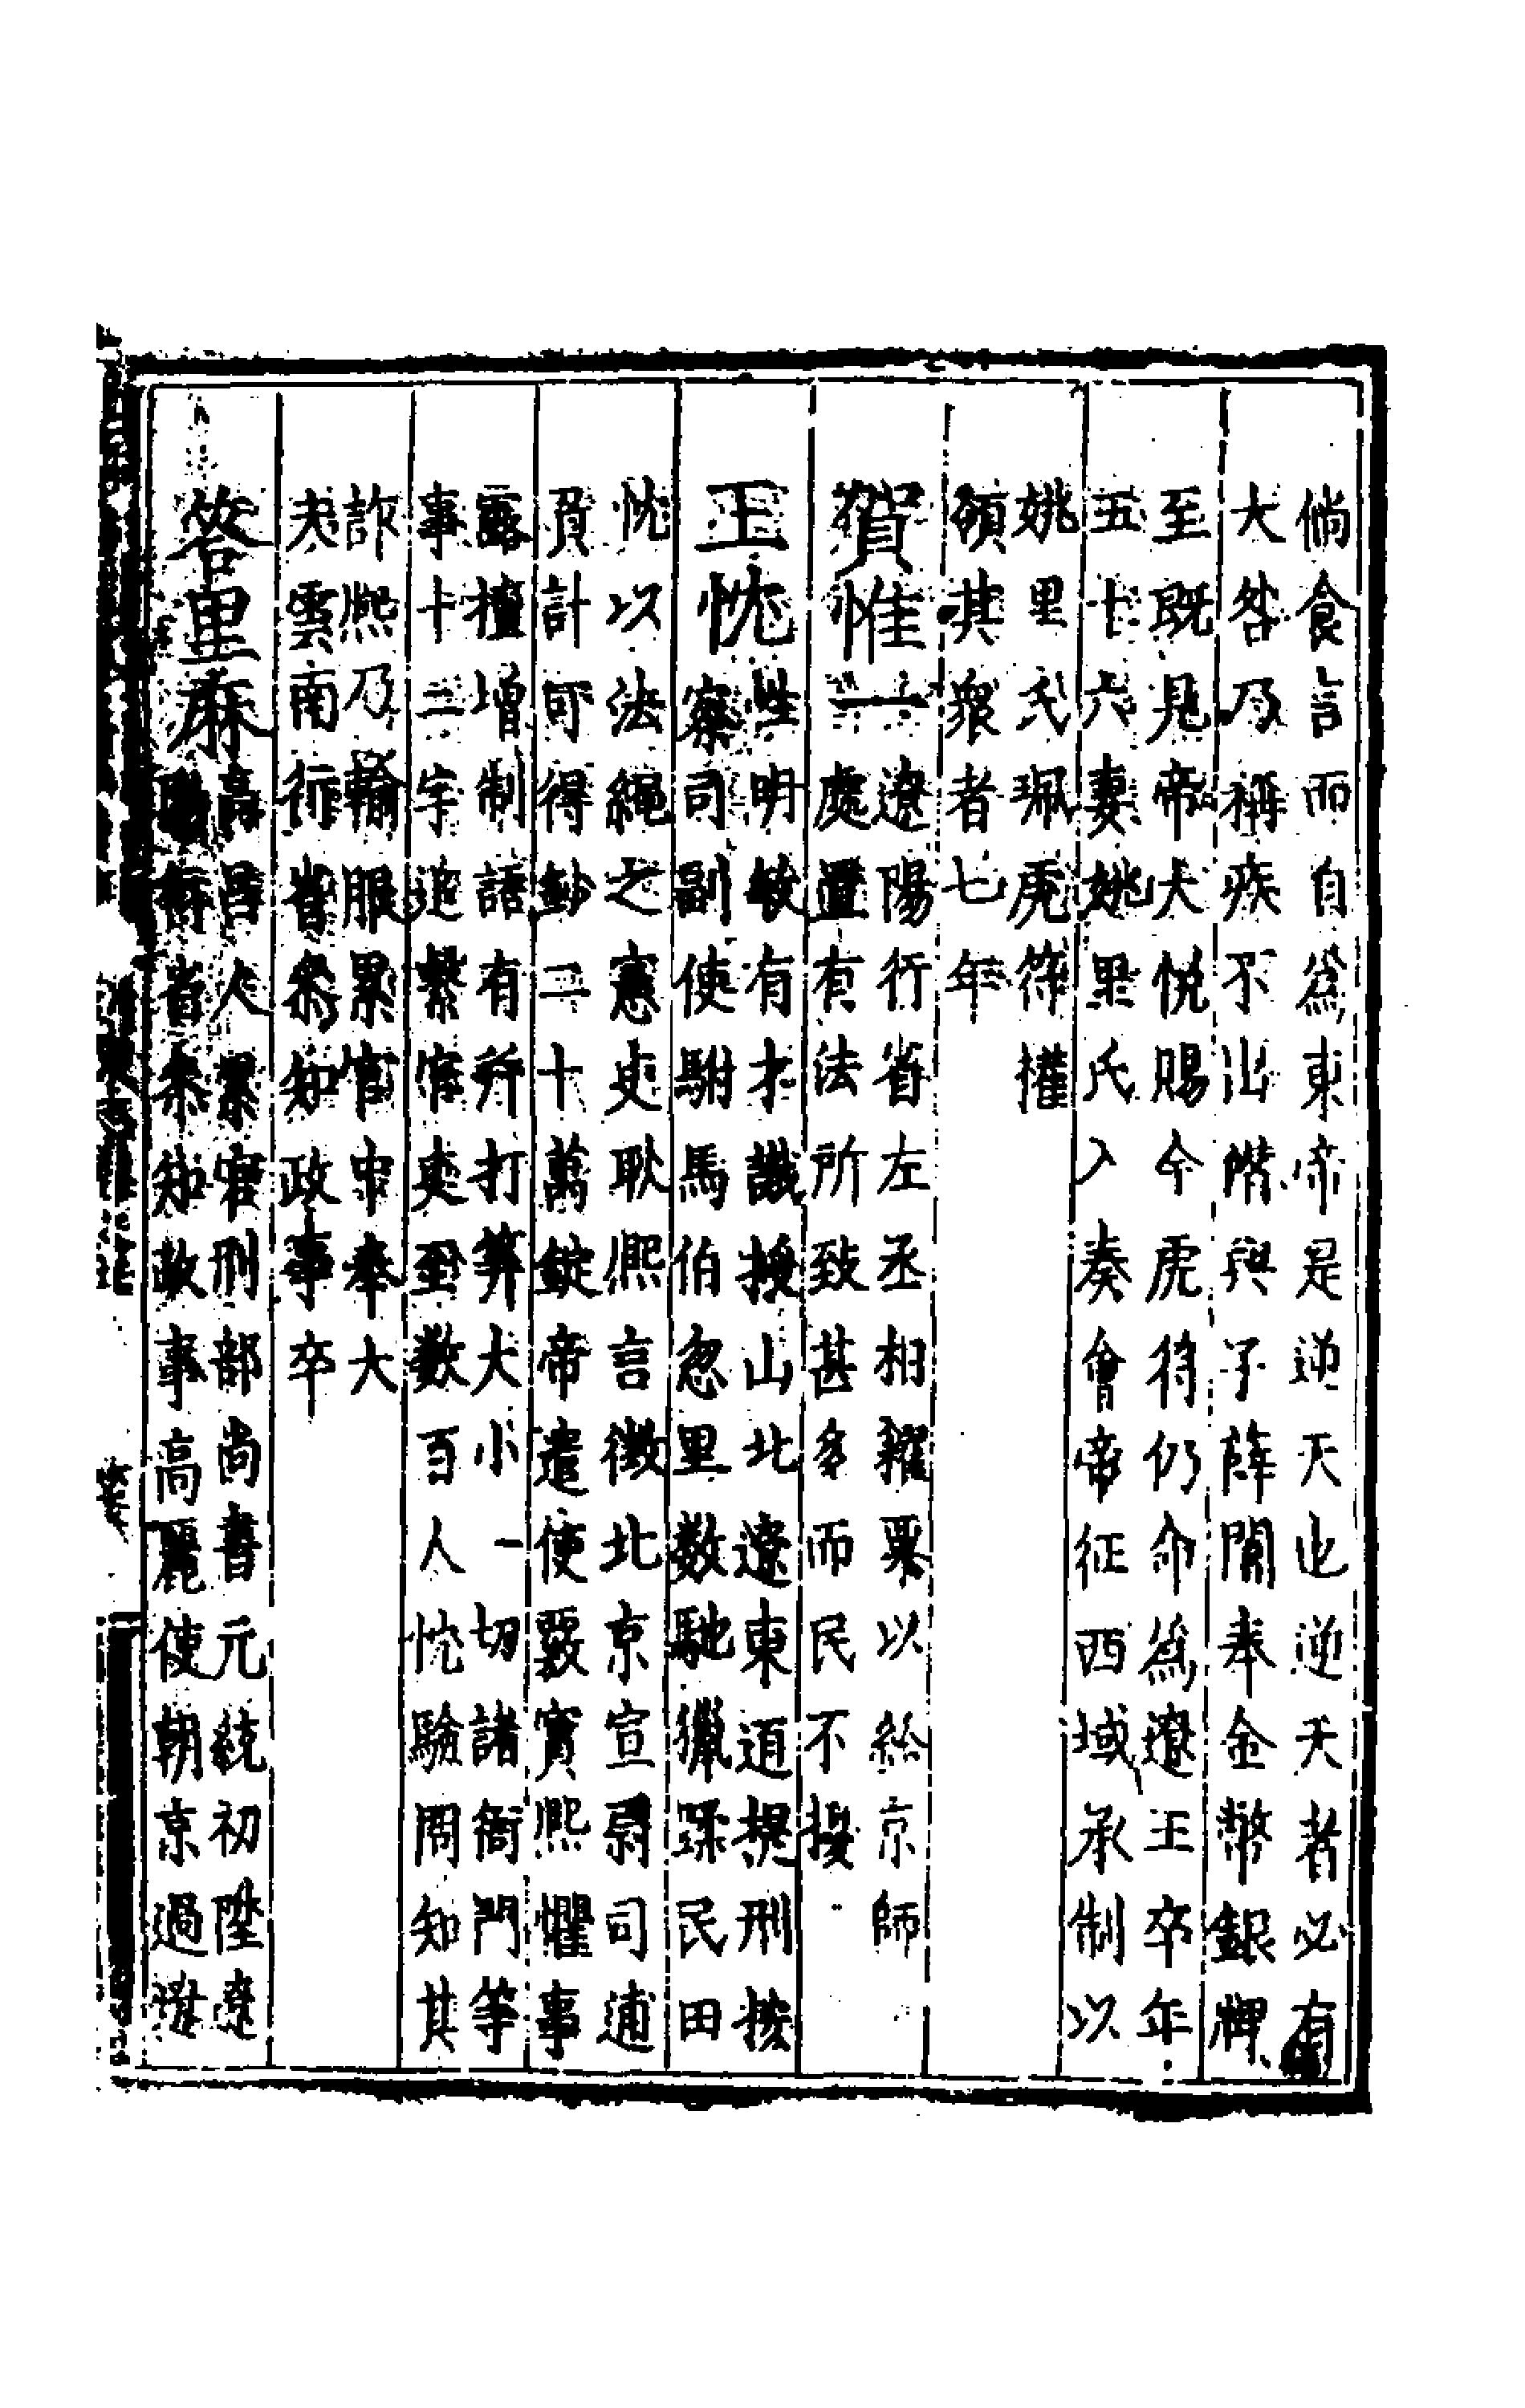 倘食言而自爲東帝是逆天也逆天者必有
大咎乃稱疾不出階與子薛闍奉金幣銀牌
至既見帝大悅賜金虎符仍命爲遼王卒年
五十六妻姚里氏入奏會帝征西域承制以
姚里氏珮虎符權
領其衆者七年
賀惟一遼陽行省左丞相糴粟以給京師
處置有法所致甚多而民不擾
王忱性明敏有才識授山北遼東道提刑按
察司副使駙馬伯忽里數馳獵蹂民田
忱以法繩之憲吏耿熙言徵北京宣尉司逋
負計可得鈔二十萬錠帝遣使覈實熙懼事
露擅增制語有并打算大小一切諸衙門等
事十二字追繫官吏至數百人忱驗問知其
詐熙乃輸服累官中奉大
夫雲南行省叅知政事卒
答里麻高昌人累官刑部尚書元統初陞遼
陽行省叅知政事高麗使朝京過遼